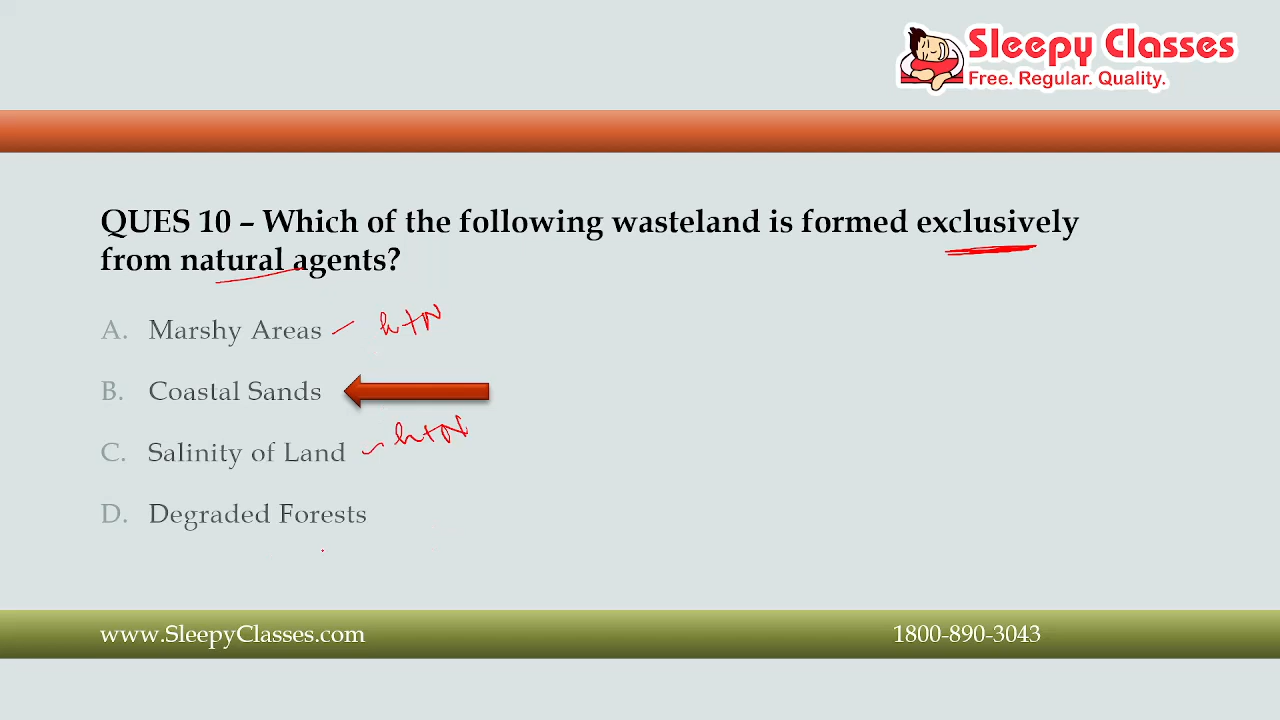 Sleepy Classes
Free. Regular. Quality.
QUES 10 – Which of the following wasteland is formed exclusively
from natural agents?
A. Marshy Areas – h+N
B. Coastal Sands
C. Salinity of Land – h+N
D. Degraded Forests
www.SleepyClasses.com 1800-890-3043